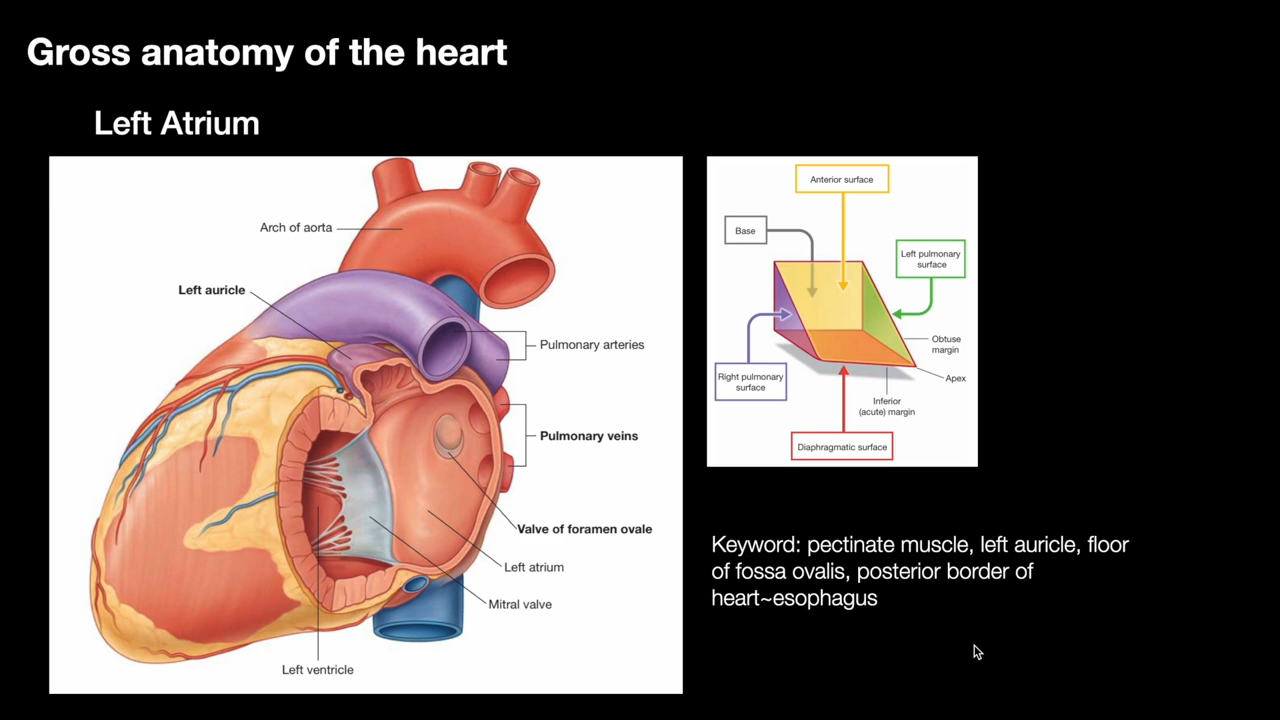 Gross anatomy of the heart
Left Atrium
Arch of aorta
Left auricle
Pulmonary arteries
Pulmonary veins
Valve of foramen ovale
Left atrium
Mitral valve
Left ventricle
Anterior surface
Base
Left pulmonary
surface
Obtuse
margin
Apex
Right pulmonary
surface
Inferior
(acute) margin
Diaphragmatic surface
Keyword: pectinate muscle, left auricle, floor
of fossa ovalis, posterior border of
heart~esophagus